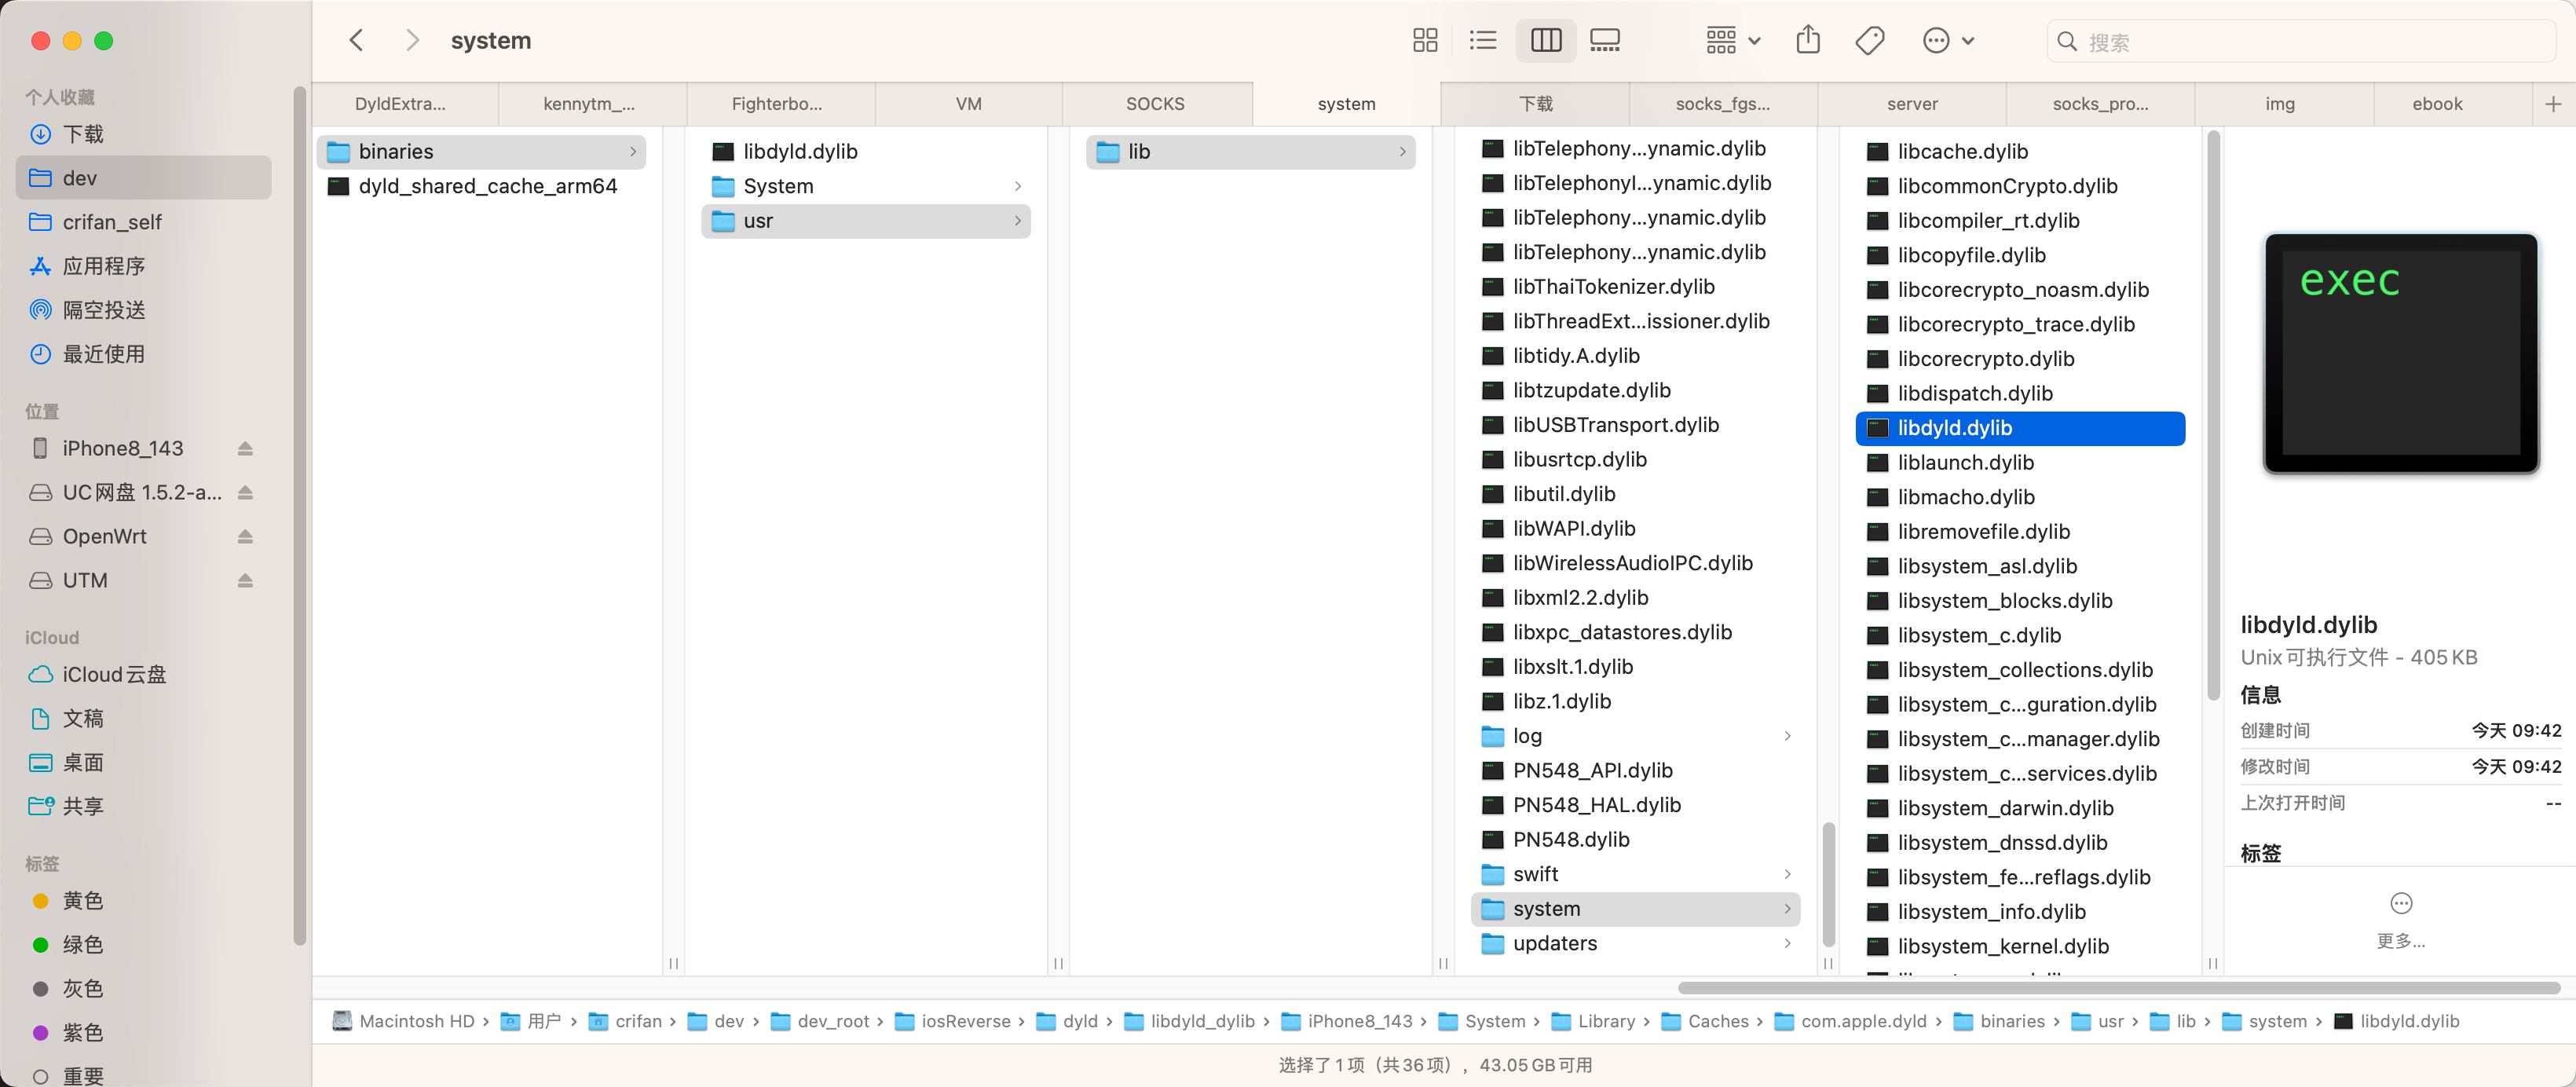 system
搜索
个人收藏
下载
dev
crifan_self
应用程序
隔空投送
最近使用
位置
iPhone8_143
UC网盘 1.5.2-a...
OpenWrt
UTM
iCloud
iCloud云盘
文稿
桌面
共享
标签
黄色
绿色
灰色
紫色
重要
DyldExtra...
kennytm_...
Fighterbo...
VM
SOCKS
system
下载
socks_fgs...
server
socks_pro...
img
ebook
binaries
dyld_shared_cache_arm64
libdyld.dylib
System
usr
lib
libTelephony...ynamic.dylib
libTelephonyI...ynamic.dylib
libTelephony...ynamic.dylib
libTelephony...ynamic.dylib
libThaiTokenizer.dylib
libThreadExt...issioner.dylib
libtidy.A.dylib
libtzupdate.dylib
libUSBTransport.dylib
libusrtcp.dylib
libutil.dylib
libWAPI.dylib
libWirelessAudioIPC.dylib
libxml2.2.dylib
libxpc_datastores.dylib
libxslt.1.dylib
libz.1.dylib
log
PN548_API.dylib
PN548_HAL.dylib
PN548.dylib
swift
system
updaters
libcache.dylib
libcommonCrypto.dylib
libcompiler_rt.dylib
libcopyfile.dylib
libcorecrypto_noasm.dylib
libcorecrypto_trace.dylib
libcorecrypto.dylib
libdispatch.dylib
libdyld.dylib
liblaunch.dylib
libmacho.dylib
libremovefile.dylib
libsystem_asl.dylib
libsystem_blocks.dylib
libsystem_c.dylib
libsystem_collections.dylib
libsystem_c...guration.dylib
libsystem_c...manager.dylib
libsystem_c...services.dylib
libsystem_darwin.dylib
libsystem_dnssd.dylib
libsystem_fe...reflags.dylib
libsystem_info.dylib
libsystem_kernel.dylib
exec
libdyld.dylib
Unix可执行文件 - 405 KB
信息
创建时间 今天 09:42
修改时间 今天 09:42
上次打开时间 --
标签
更多...
Macintosh HD › 用户 › crifan › dev › dev_root › iosReverse › dyld › libdyld_dylib › iPhone8_143 › System › Library › Caches › com.apple.dyld › binaries › usr › lib › system › libdyld.dylib
选择了1项（共36项），43.05 GB可用